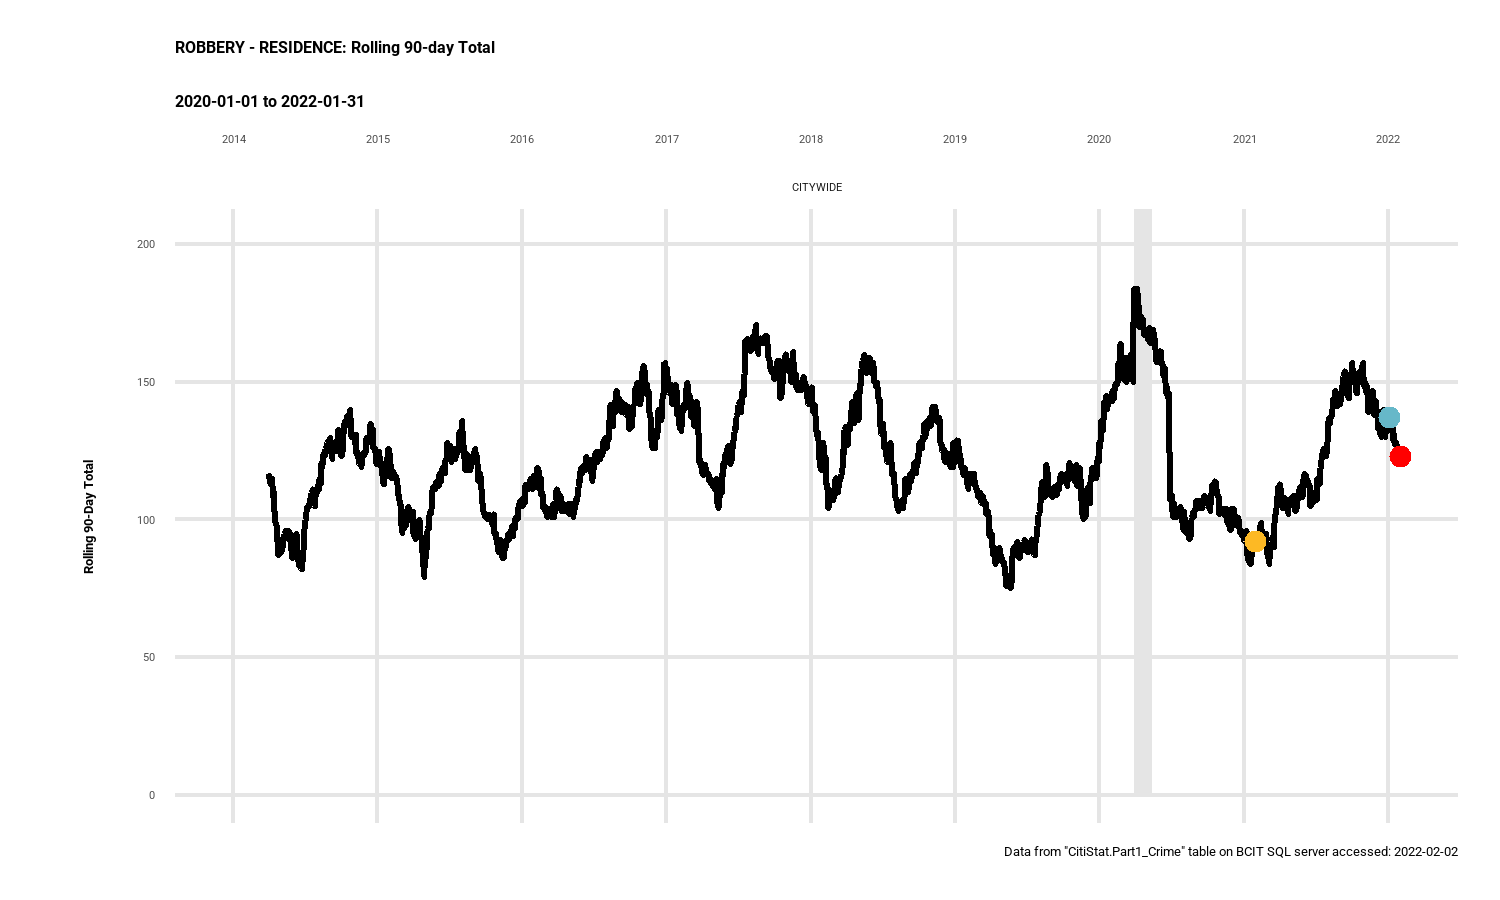 ROBBERY - RESIDENCE: Rolling 90-day Total
2020-01-01 to 2022-01-31
2014 2015 2016 2017 2018 2019 2020 2021 2022
CITYWIDE
200
150
100
50
0
Rolling 90-Day Total
Data from "CitiStat.Part1_Crime" table on BCIT SQL server accessed: 2022-02-02